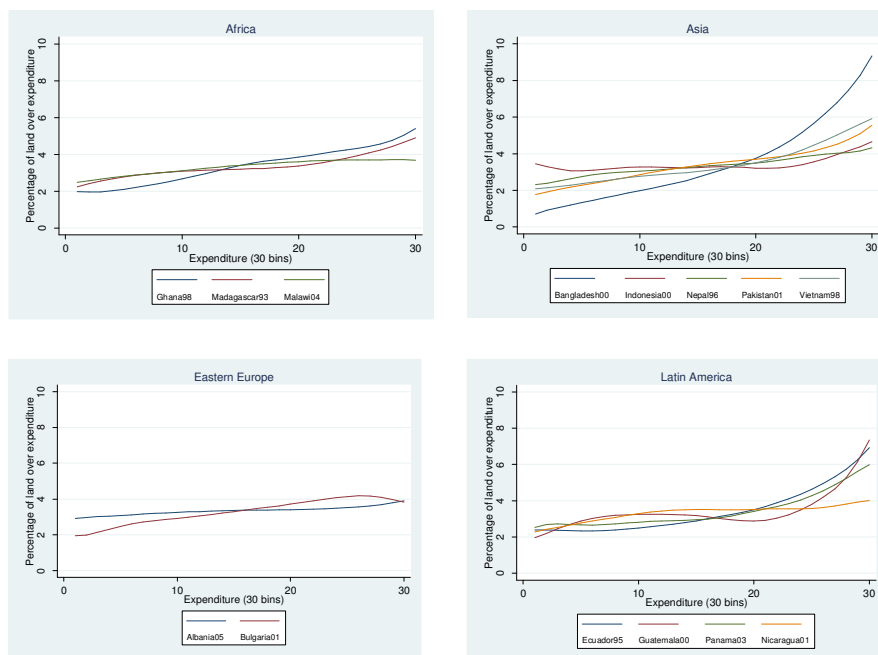 Africa
Percentage of land over expenditure
0 2 4 6 8 10
0 10 20 30
Expenditure (30 bins)
Ghana98 Madagascar93 Malawi04
Asia
Percentage of land over expenditure
0 2 4 6 8 10
0 10 20 30
Expenditure (30 bins)
Bangladesh00 Indonesia00 Nepal96 Pakistan01 Vietnam98
Eastern Europe
Percentage of land over expenditure
0 2 4 6 8 10
0 10 20 30
Expenditure (30 bins)
Albania05 Bulgaria01
Latin America
Percentage of land over expenditure
0 2 4 6 8 10
0 10 20 30
Expenditure (30 bins)
Ecuador95 Guatemala00 Panama03 Nicaragua01